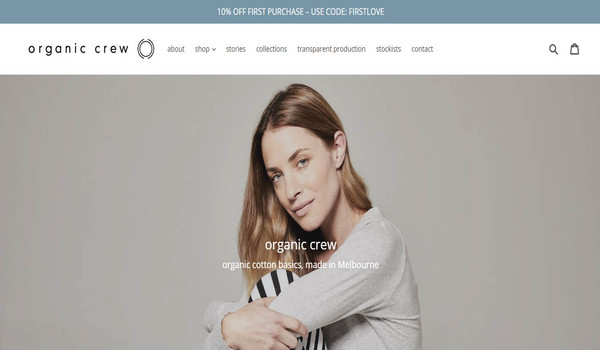 10% OFF FIRST PURCHASE – USE CODE: FIRSTLOVE
organic crew
about shop stories collections transparent production stockists contact
organic crew
organic cotton basics, made in Melbourne